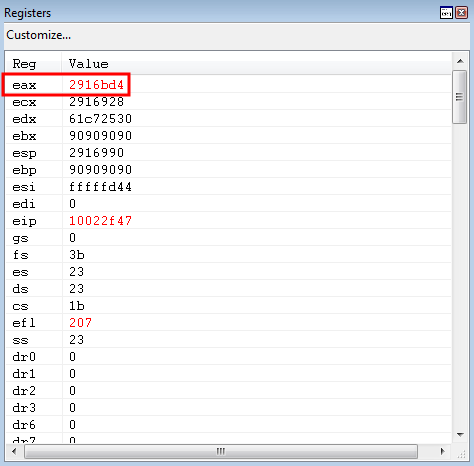 Registers
Customize...
Reg Value
eax 2916bd4
ecx 2916928
edx 61c72530
ebx 90909090
esp 2916990
ebp 90909090
esi fffffd44
edi 0
eip 10022f47
gs 0
fs 3b
es 23
ds 23
cs 1b
efl 207
ss 23
dr0 0
dr1 0
dr2 0
dr3 0
dr6 0
dr7 0